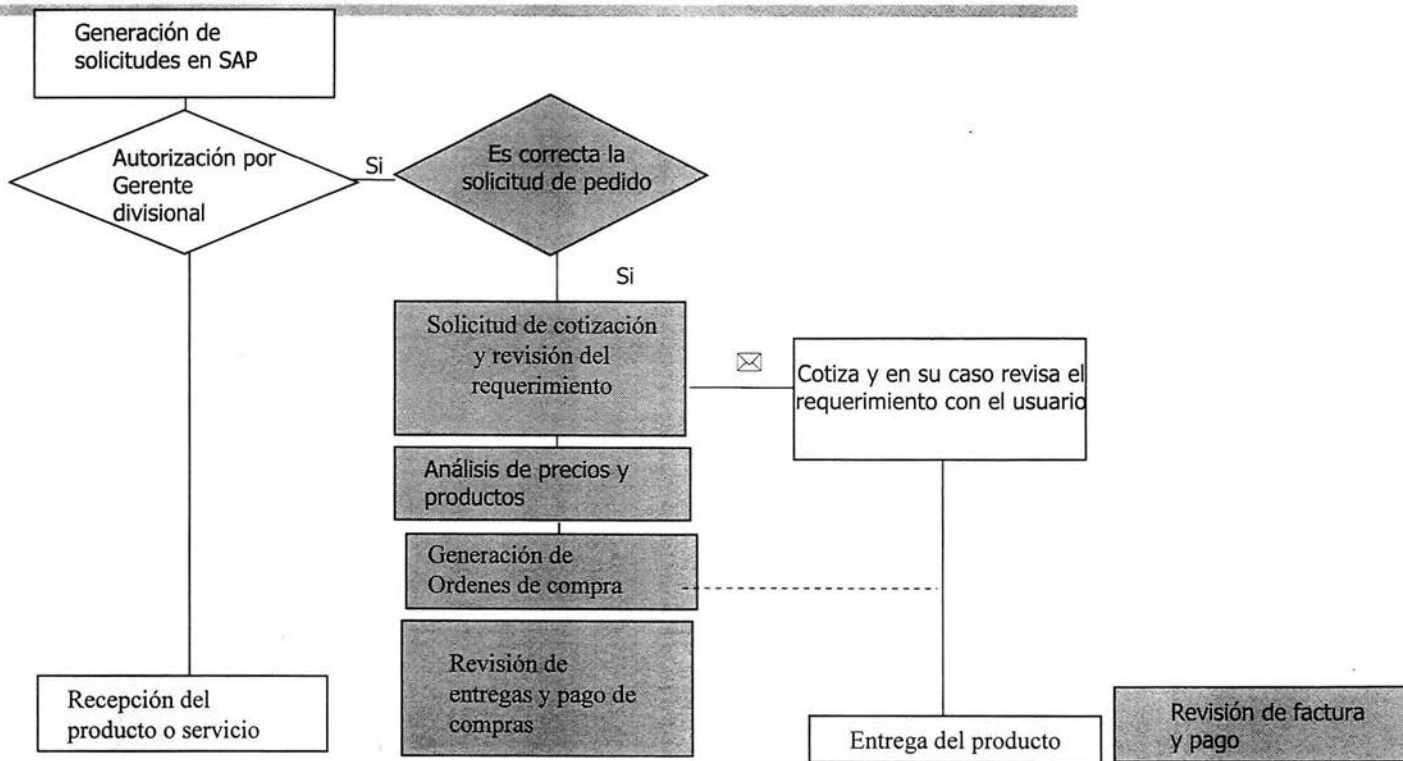 Generación de
solicitudes en SAP
Autorización por
Gerente
divisional
Si
Es correcta la
solicitud de pedido
Si
Solicitud de cotización
y revisión del
requerimiento
Cotiza y en su caso revisa el
requerimiento con el usuario
Análisis de precios y
productos
Generación de
Ordenes de compra
Revisión de
entregas y pago de
compras
Recepción del
producto o servicio
Entrega del producto
Revisión de factura
y pago